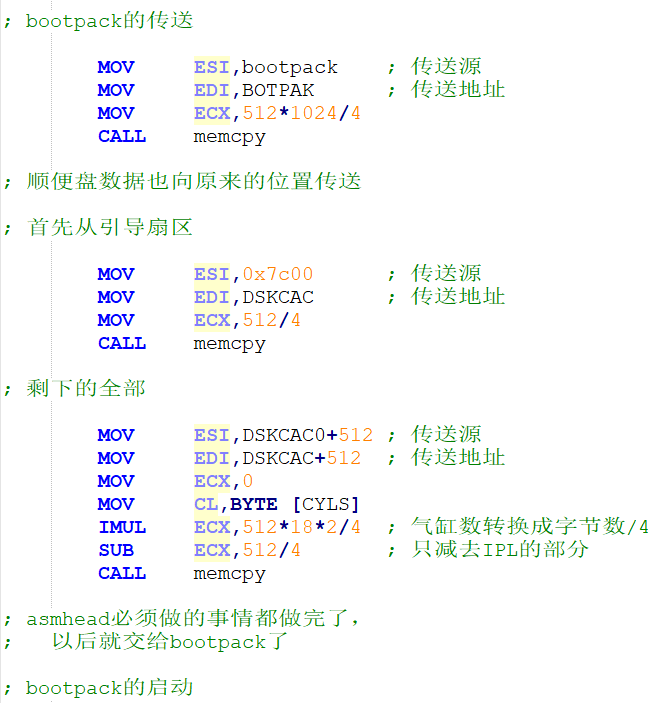 ; bootpack的传送
MOV ESI,bootpack ; 传送源
MOV EDI,BOTPAK ; 传送地址
MOV ECX,512*1024/4
CALL memcpy
; 顺便盘数据也向原来的位置传送
; 首先从引导扇区
MOV ESI,0x7c00 ; 传送源
MOV EDI,DSKCAC ; 传送地址
MOV ECX,512/4
CALL memcpy
; 剩下的全部
MOV ESI,DSKCAC0+512 ; 传送源
MOV EDI,DSKCAC+512 ; 传送地址
MOV ECX,0
MOV CL,BYTE [CYLS]
IMUL ECX,512*18*2/4 ; 气缸数转换成字节数/4
SUB ECX,512/4 ; 只减去IPL的部分
CALL memcpy
; asmhead必须做的事情都做完了，
; 以后就交给bootpack了
; bootpack的启动